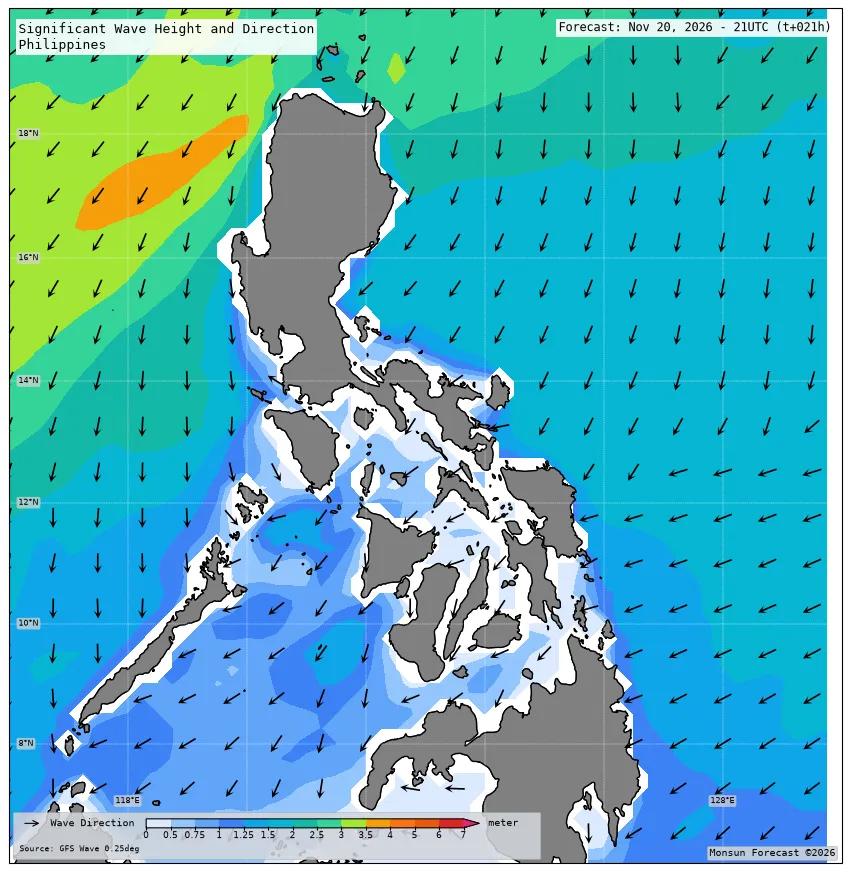 Significant Wave Height and Direction
Philippines
Forecast: Nov 20, 2026 - 21UTC (t+021h)
18°N
16°N
14°N
12°N
10°N
8°N
118°E
128°E
Wave Direction
0 0.5 0.75 1 1.25 1.5 2 2.5 3 3.5 4 5 6 7
meter
Source: GFS Wave 0.25deg
Monsun Forecast ©2026